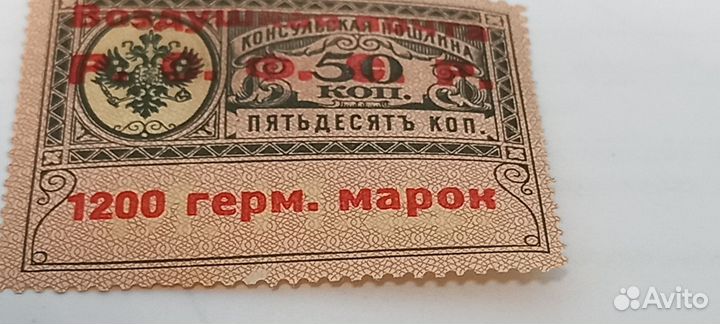 Воздушная почта
КОНСУЛЬСКАЯ ПОШЛИНА
Р. С. Ф. С. Р.
50
КОП.
ПЯТЬДЕСЯТЪ КОП.
1200 герм. марок
Avito